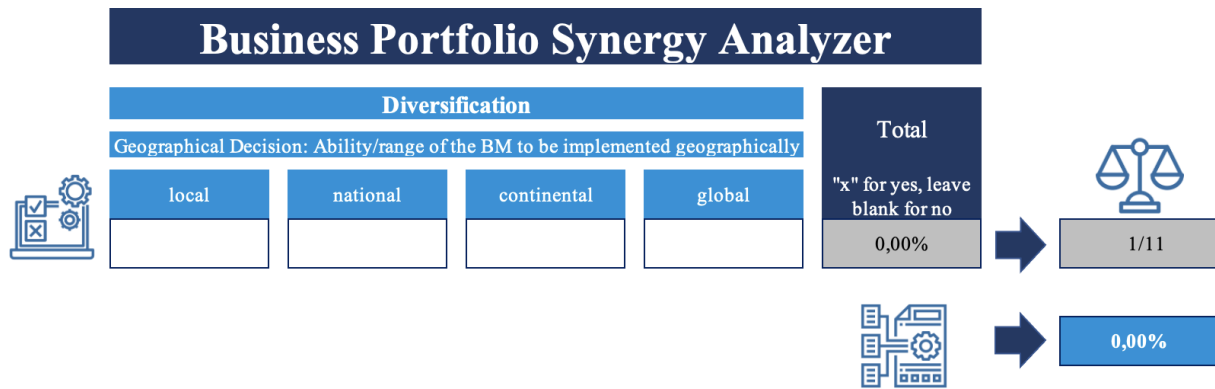 Business Portfolio Synergy Analyzer
Diversification
Geographical Decision: Ability/range of the BM to be implemented geographically
local
national
continental
global
Total
"x" for yes, leave
blank for no
0,00%
1/11
0,00%